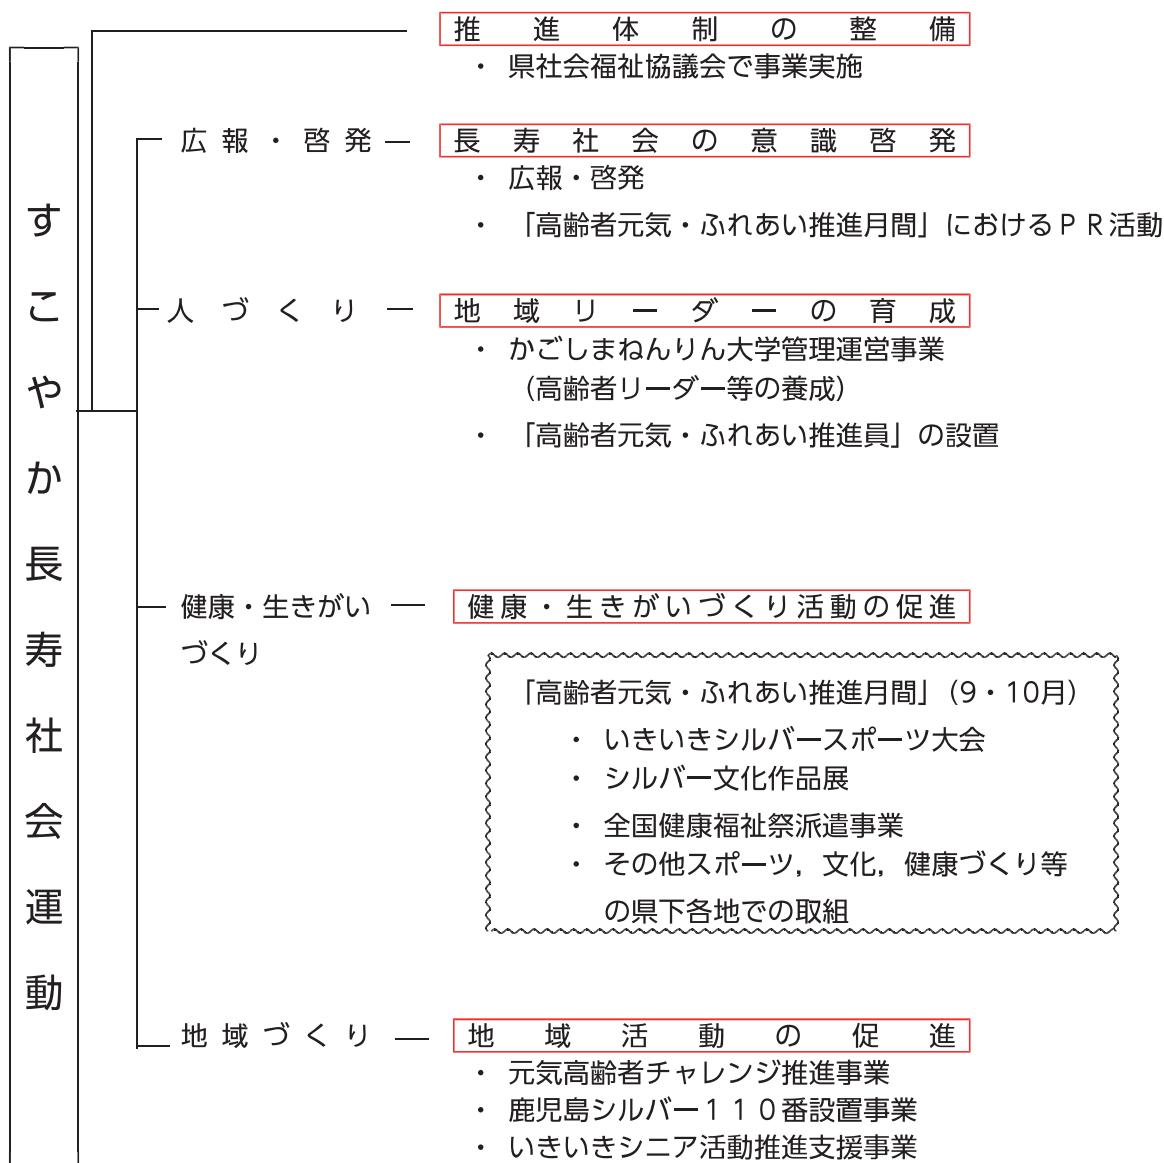 すこやか長寿社会運動
推進体制の整備
・ 県社会福祉協議会で事業実施
広報・啓発
長寿社会の意識啓発
・ 広報・啓発
・ 「高齢者元気・ふれあい推進月間」におけるＰＲ活動
人づくり
地域リーダーの育成
・ かごしまねんりん大学管理運営事業
（高齢者リーダー等の養成）
・ 「高齢者元気・ふれあい推進員」の設置
健康・生きがい
づくり
健康・生きがいづくり活動の促進
「高齢者元気・ふれあい推進月間」（9・10月）
・ いきいきシルバースポーツ大会
・ シルバー文化作品展
・ 全国健康福祉祭派遣事業
・ その他スポーツ，文化，健康づくり等
の県下各地での取組
地域づくり
地域活動の促進
・ 元気高齢者チャレンジ推進事業
・ 鹿児島シルバー１１０番設置事業
・ いきいきシニア活動推進支援事業